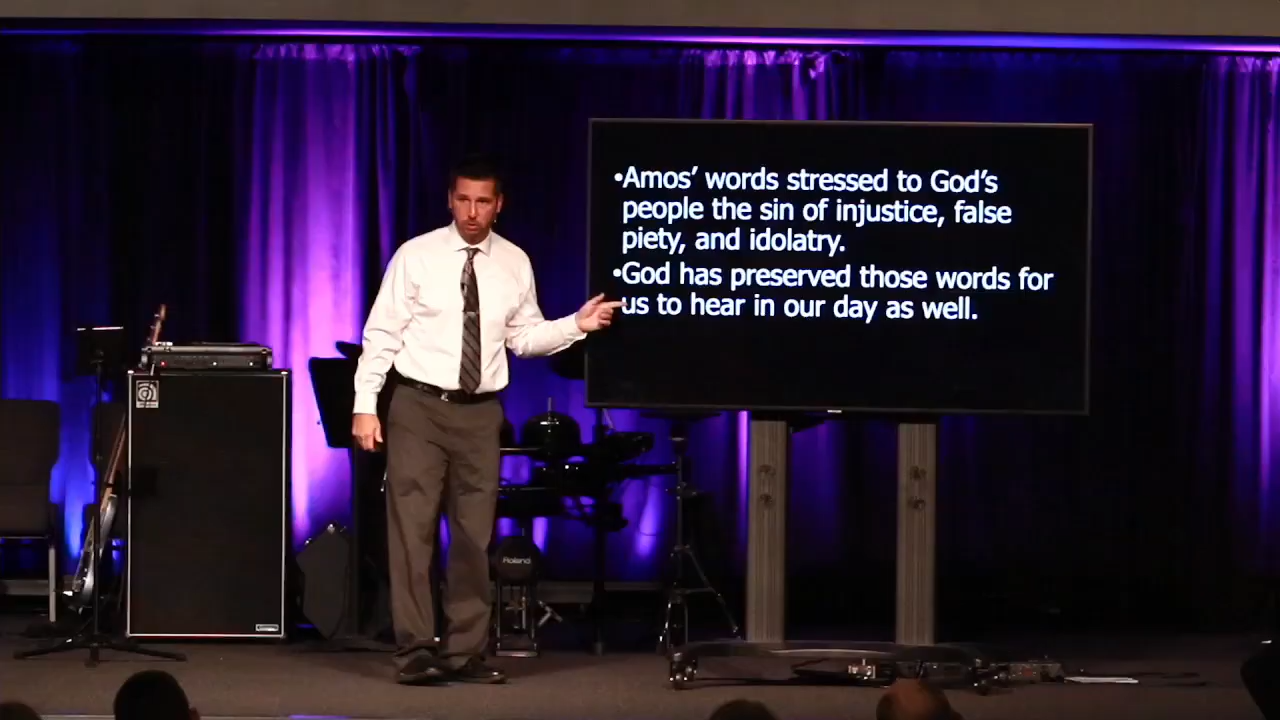 •Amos’ words stressed to God’s
people the sin of injustice, false
piety, and idolatry.
•God has preserved those words for
us to hear in our day as well.
Roland